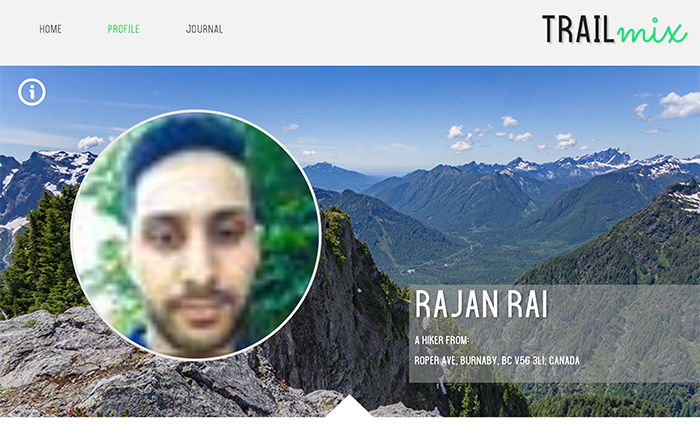 HOME
PROFILE
JOURNAL
TRAILmix
RAJAN RAI
A HIKER FROM:
ROPER AVE, BURNABY, BC V5G 3L1, CANADA